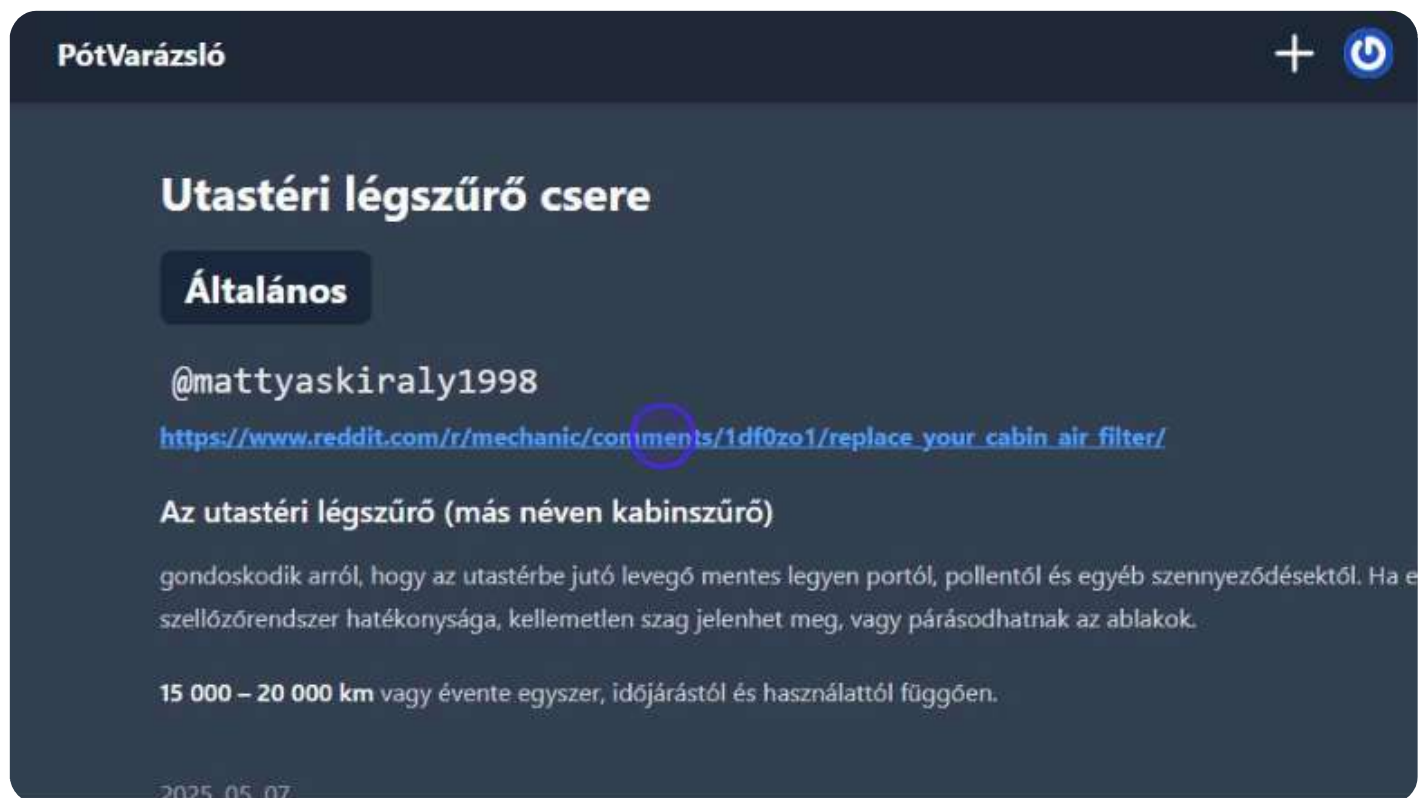 PótVarázsló
Utastéri légszűrő csere
Általános
@mattyaskiraly1998
https://www.reddit.com/r/mechanic/comments/1df0zo1/replace_your_cabin_air_filter/
Az utastéri légszűrő (más néven kabinszűrő)
gondoskodik arról, hogy az utastérbe jutó levegő mentes legyen portól, pollentől és egyéb szennyeződésektől. Ha e
szellőzőrendszer hatékonysága, kellemetlen szag jelenhet meg, vagy párásodhatnak az ablakok.
15 000 – 20 000 km vagy évente egyszer, időjárástól és használattól függően.
2025. 05. 07.